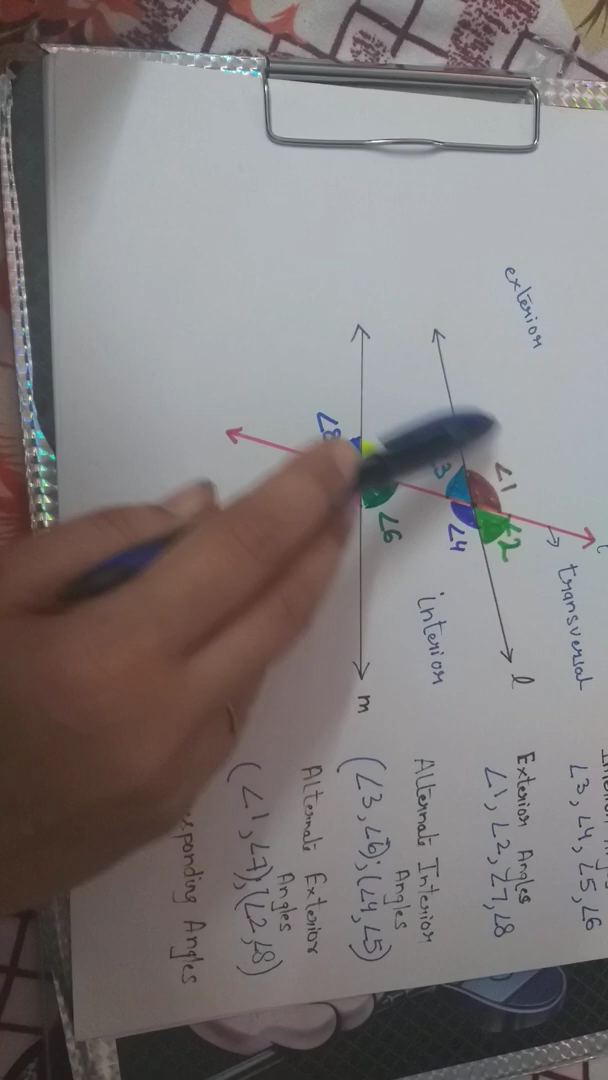 exterior
∠1
∠2
∠3
∠4
∠6
∠8
transversal
l
interior
m
∠3, ∠4, ∠5, ∠6
Exterior Angles
∠1, ∠2, ∠7, ∠8
Alternate Interior
Angles
(∠3, ∠6); (∠4, ∠5)
Alternate Exterior
Angles
(∠1, ∠7); (∠2, ∠8)
Angles